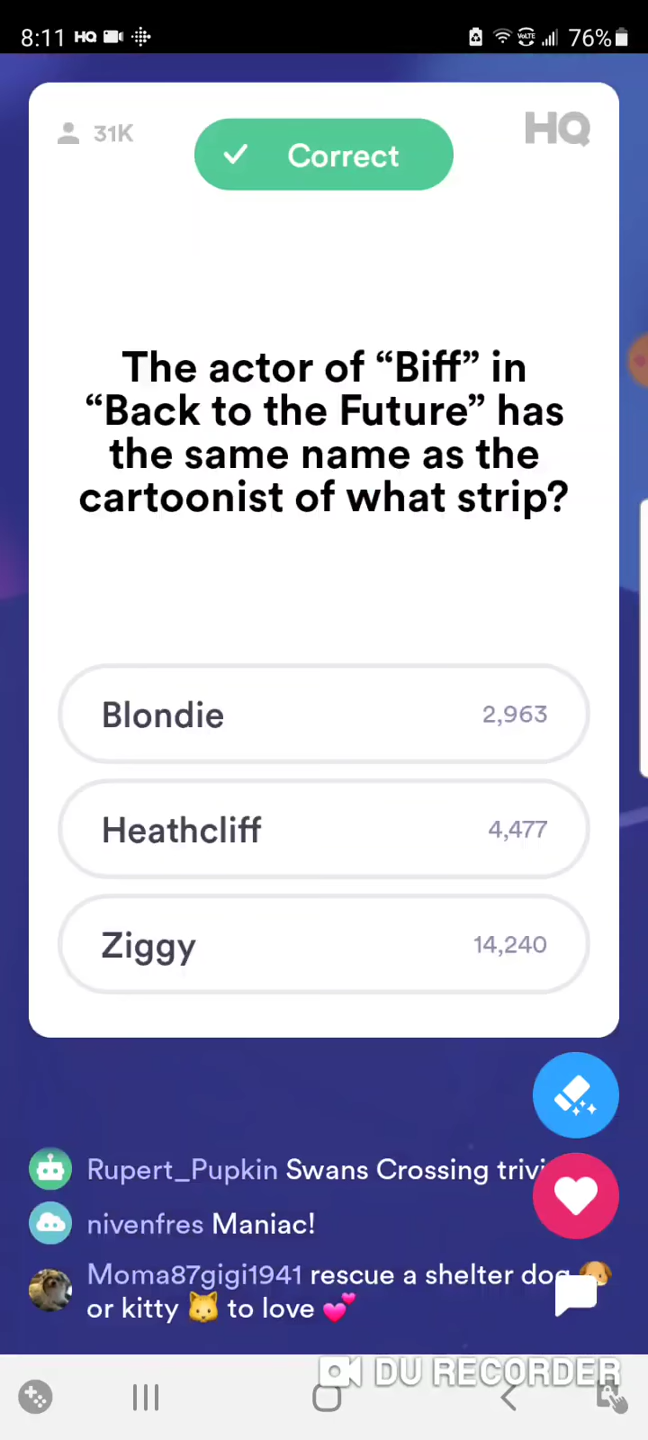 8:11 HQ VoLTE 76%
31K Correct HQ
The actor of “Biff” in
“Back to the Future” has
the same name as the
cartoonist of what strip?
Blondie 2,963
Heathcliff 4,477
Ziggy 14,240
Rupert_Pupkin Swans Crossing trivi
nivenfres Maniac!
Moma87gigi1941 rescue a shelter dog 🐶
or kitty 🐱 to love 💕
DU RECORDER